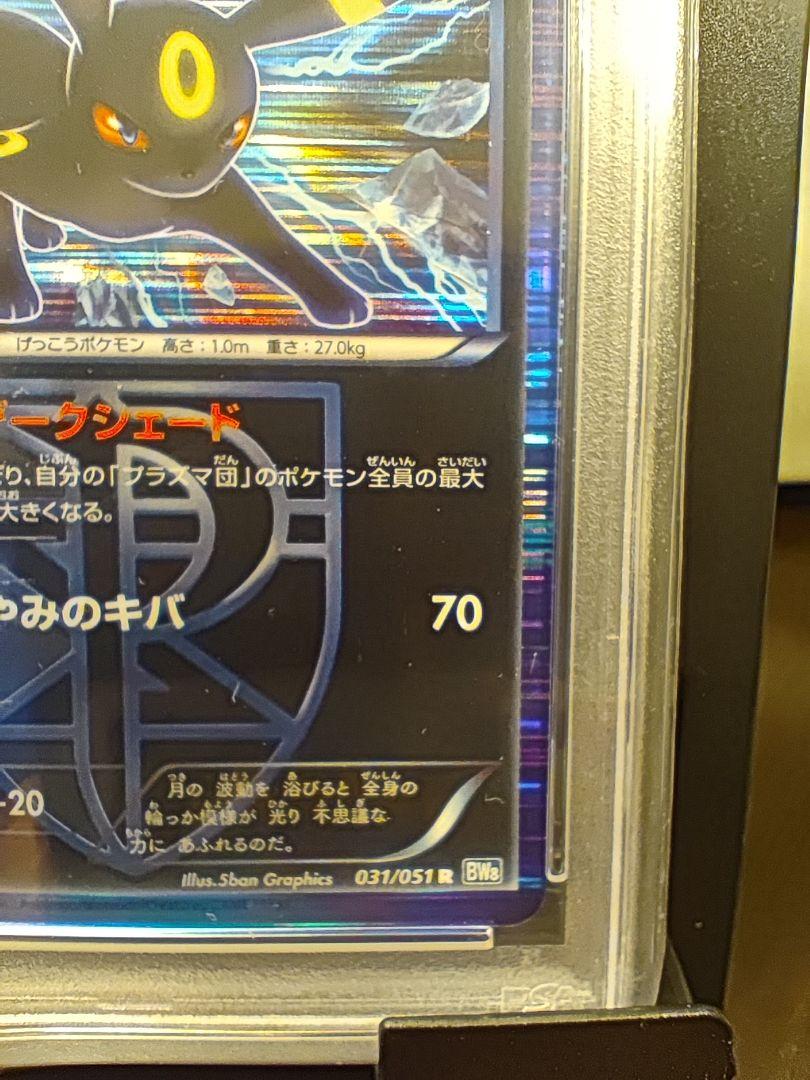 げっこうポケモン 高さ：1.0m 重さ：27.0kg
ークシェード
り、自分の「プラズマ団」のポケモン全員の最大
大きくなる。
やみのキバ 70
-20
月の 波動を 浴びると 全身の
輪っか模様が 光り 不思議な
力に あふれるのだ。
Illus.5ban Graphics 031/051 R BW8
PSA